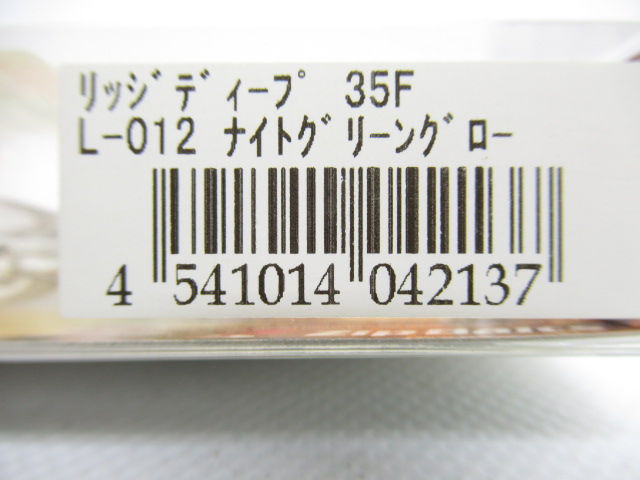 ﾘｯｼﾞﾃﾞｨｰﾌﾟ 35F
L-012 ﾅｲﾄｸﾞﾘｰﾝｸﾞﾛｰ
4 541014 042137